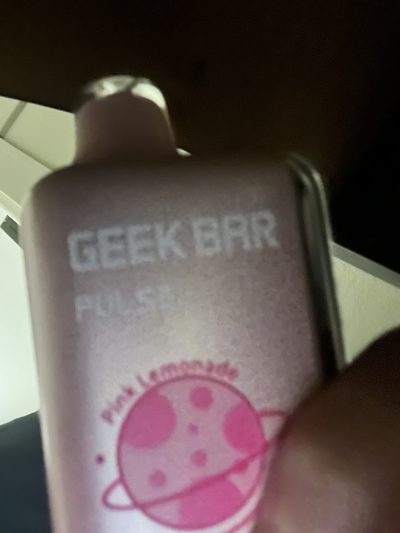 GEEK BAR
PULSE
Pink Lemonade